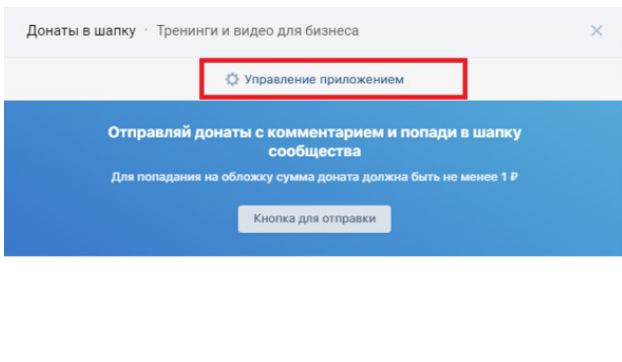 Донаты в шапку · Тренинги и видео для бизнеса
Управление приложением
Отправляй донаты с комментарием и попади в шапку
сообщества
Для попадания на обложку сумма доната должна быть не менее 1 ₽
Кнопка для отправки